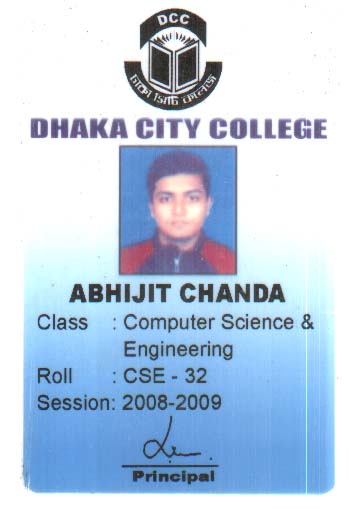 DCC
ঢাকা সিটি কলেজ
DHAKA CITY COLLEGE
ABHIJIT CHANDA
Class : Computer Science &
Engineering
Roll : CSE - 32
Session: 2008-2009
Principal